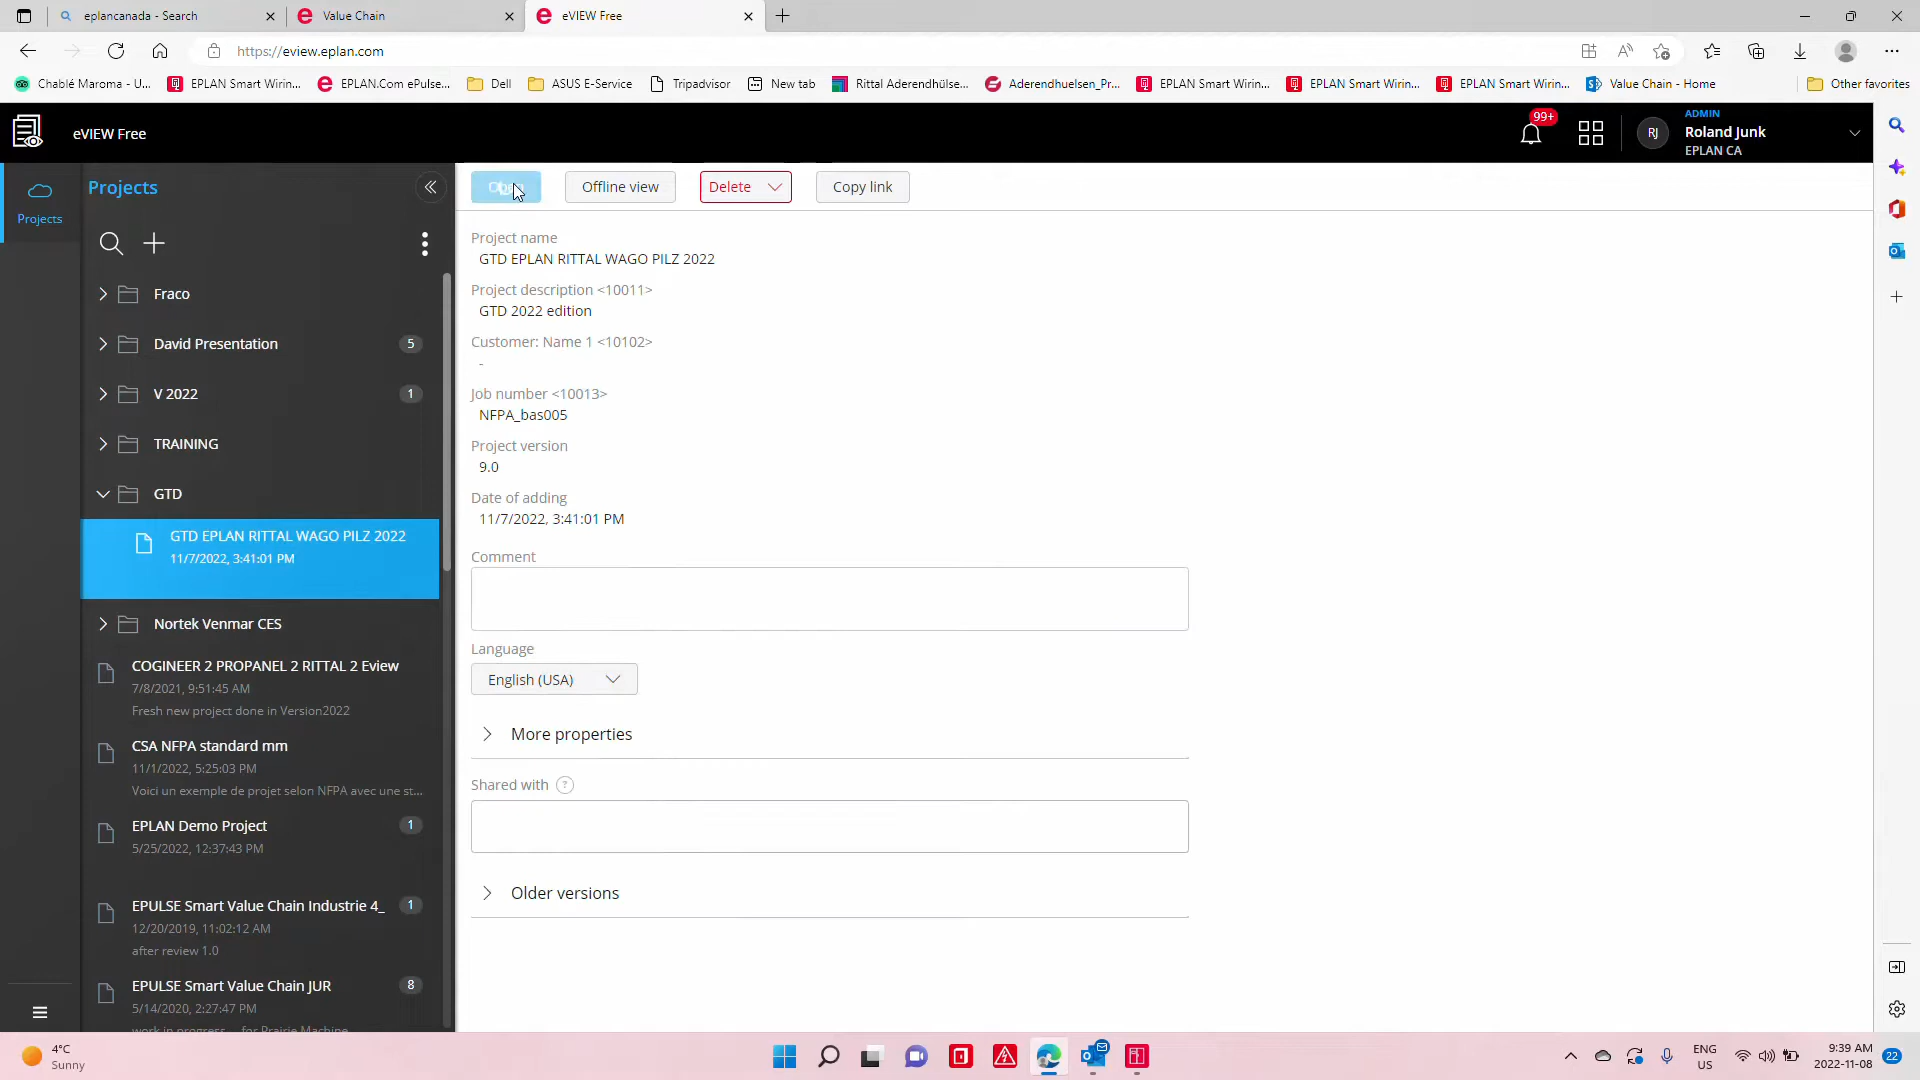 eplancanada - Search
Value Chain
eVIEW Free
https://eview.eplan.com
Chablé Maroma - U...
EPLAN Smart Wirin...
EPLAN.Com ePulse...
Dell
ASUS E-Service
Tripadvisor
New tab
Rittal Aderendhülse...
Aderendhuelsen_Pr...
EPLAN Smart Wirin...
EPLAN Smart Wirin...
EPLAN Smart Wirin...
Value Chain - Home
Other favorites
eVIEW Free
99+
RJ
ADMIN
Roland Junk
EPLAN CA
Projects
Projects
Open
Offline view
Delete
Copy link
Fraco
David Presentation
5
V 2022
1
TRAINING
GTD
GTD EPLAN RITTAL WAGO PILZ 2022
11/7/2022, 3:41:01 PM
Nortek Venmar CES
COGINEER 2 PROPANEL 2 RITTAL 2 Eview
7/8/2021, 9:51:45 AM
Fresh new project done in Version2022
CSA NFPA standard mm
11/1/2022, 5:25:03 PM
Voici un exemple de projet selon NFPA avec une st...
EPLAN Demo Project
1
5/25/2022, 12:37:43 PM
EPULSE Smart Value Chain Industrie 4_
1
12/20/2019, 11:02:12 AM
after review 1.0
EPULSE Smart Value Chain JUR
8
5/14/2020, 2:27:47 PM
work in progress ... for Prairie Machine
Project name
GTD EPLAN RITTAL WAGO PILZ 2022
Project description <10011>
GTD 2022 edition
Customer: Name 1 <10102>
-
Job number <10013>
NFPA_bas005
Project version
9.0
Date of adding
11/7/2022, 3:41:01 PM
Comment
Language
English (USA)
More properties
Shared with ?
Older versions
4°C
Sunny
ENG
US
9:39 AM
2022-11-08
22